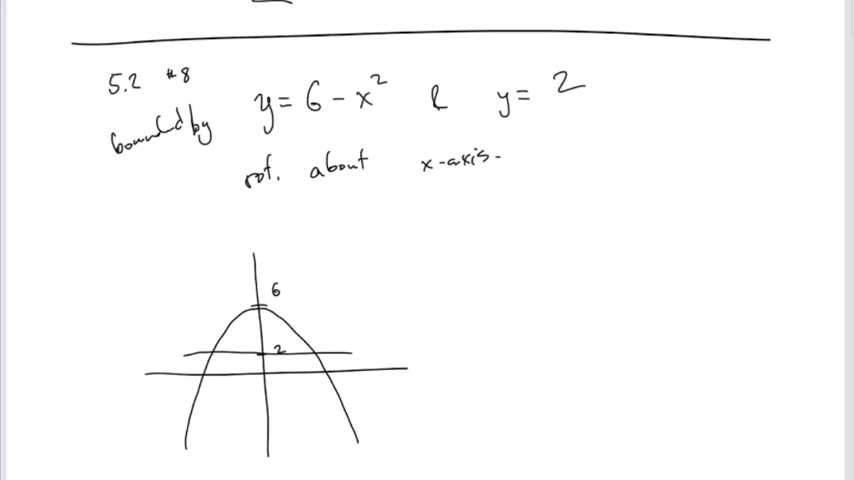 5.2 #8
bounded by y = 6 - x² & y = 2
rot. about x-axis.
6
2